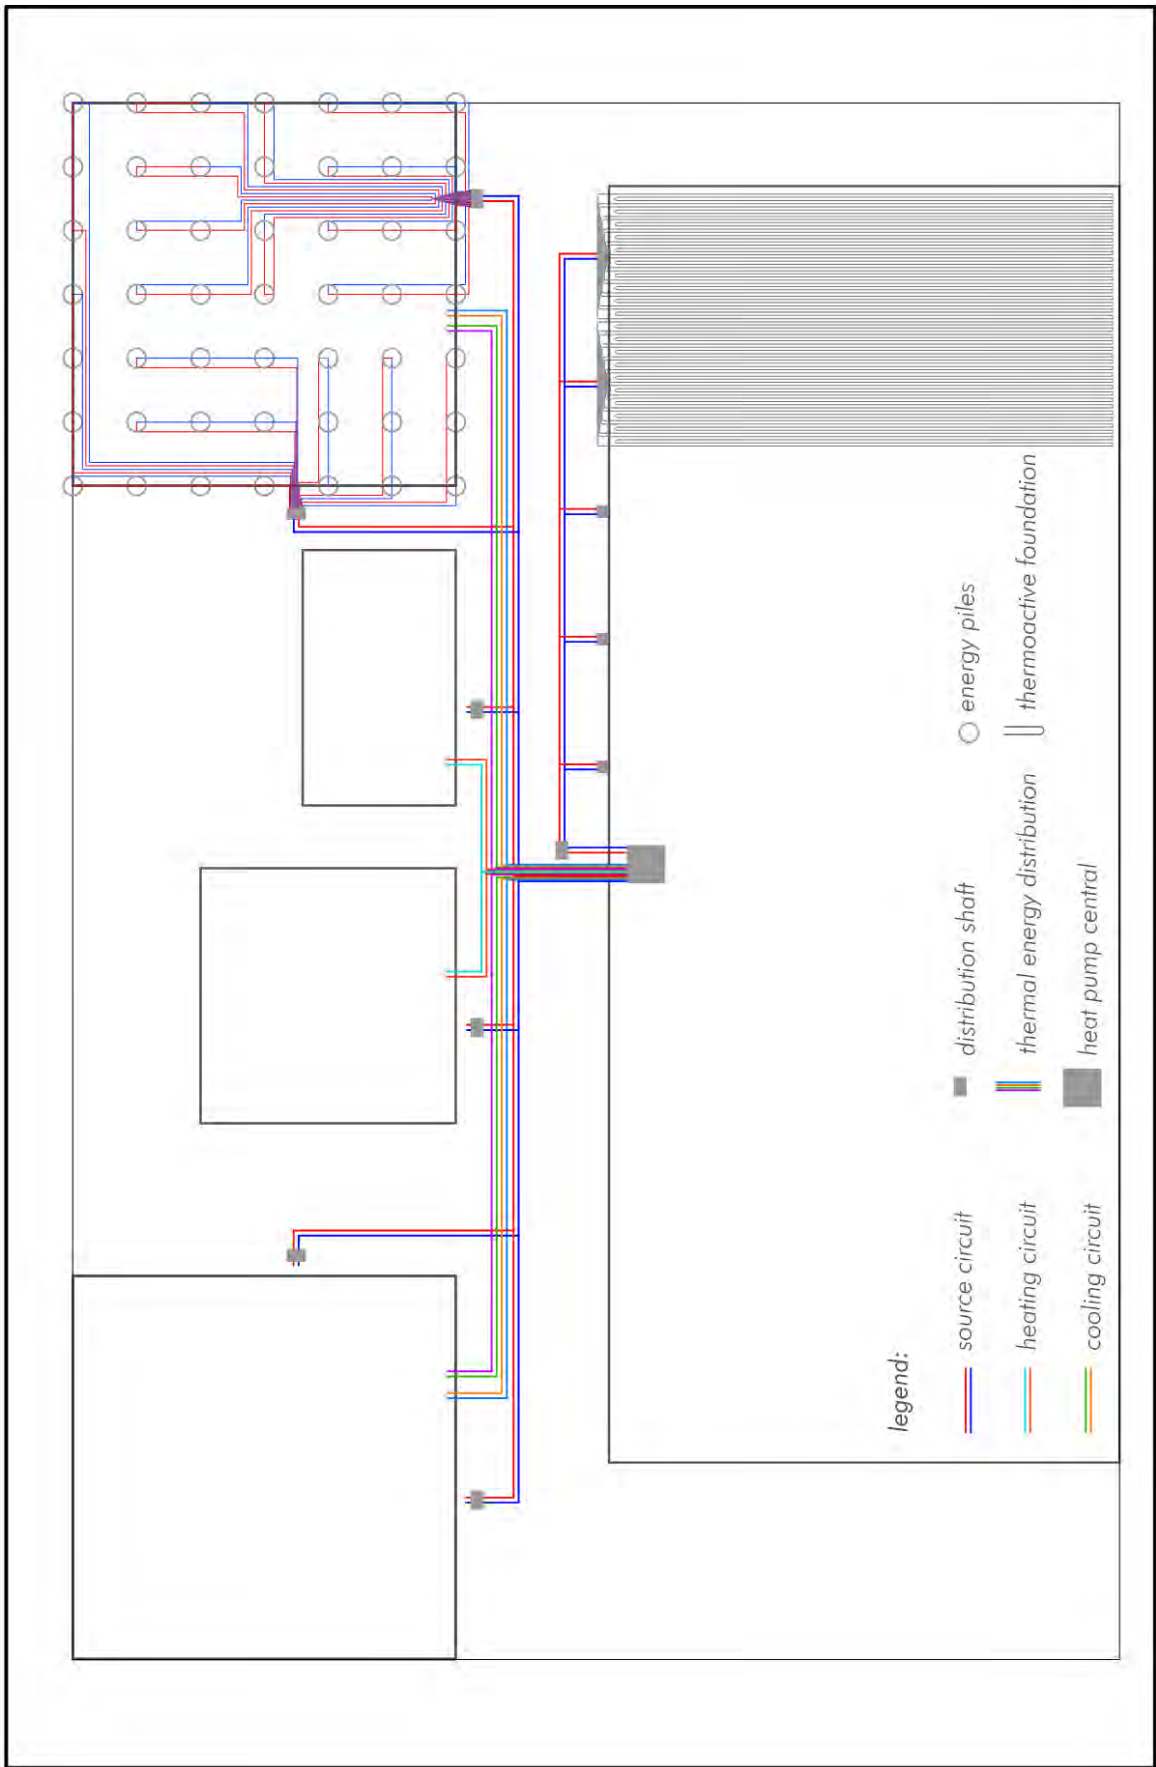 legend:
source circuit
heating circuit
cooling circuit
distribution shaft
thermal energy distribution
heat pump central
energy piles
thermoactive foundation